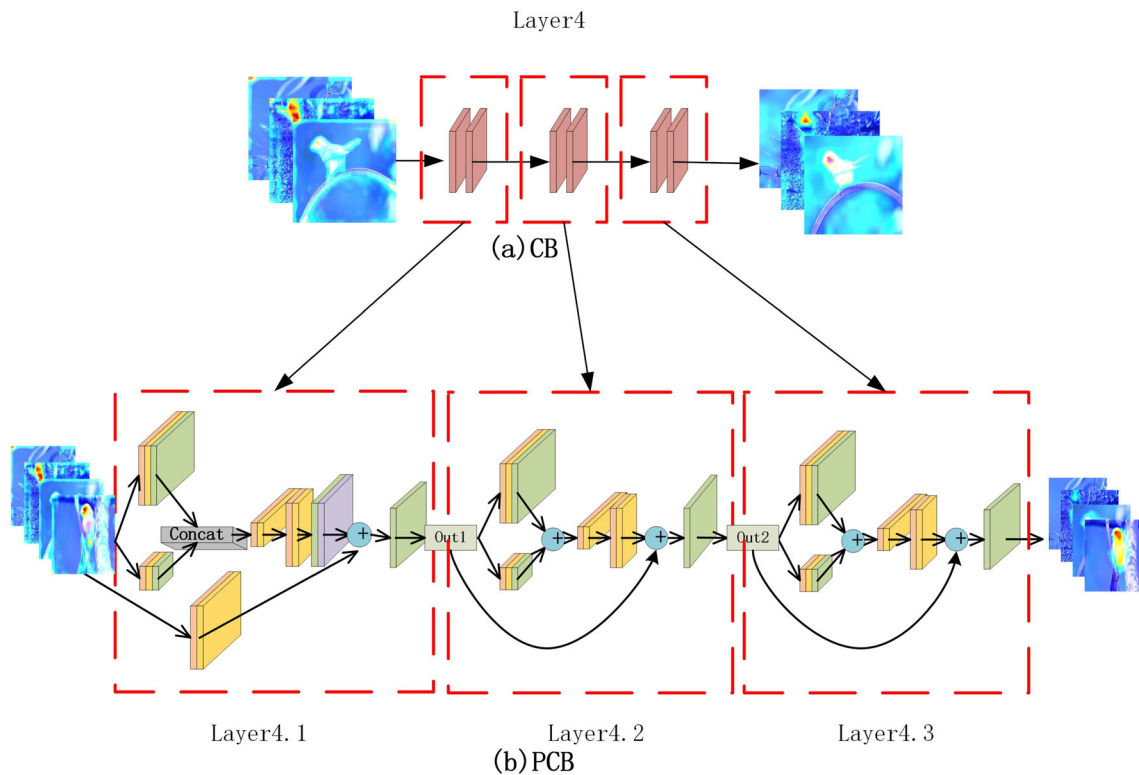 Layer4
(a)CB
Concat
+
Out1
+
+
Out2
+
+
Layer4.1
Layer4.2
Layer4.3
(b)PCB